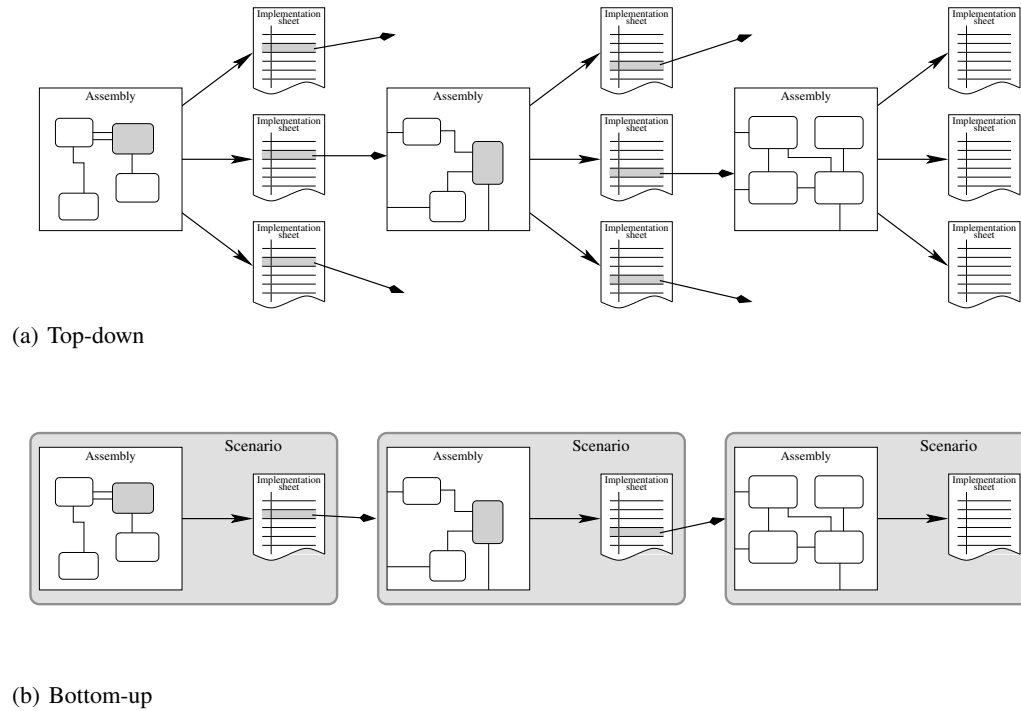 Implementation
sheet
Implementation
sheet
Implementation
sheet
Assembly
Assembly
Assembly
Implementation
sheet
Implementation
sheet
Implementation
sheet
Implementation
sheet
Implementation
sheet
Implementation
sheet
(a) Top-down
Scenario
Scenario
Scenario
Assembly
Assembly
Assembly
Implementation
sheet
Implementation
sheet
Implementation
sheet
(b) Bottom-up